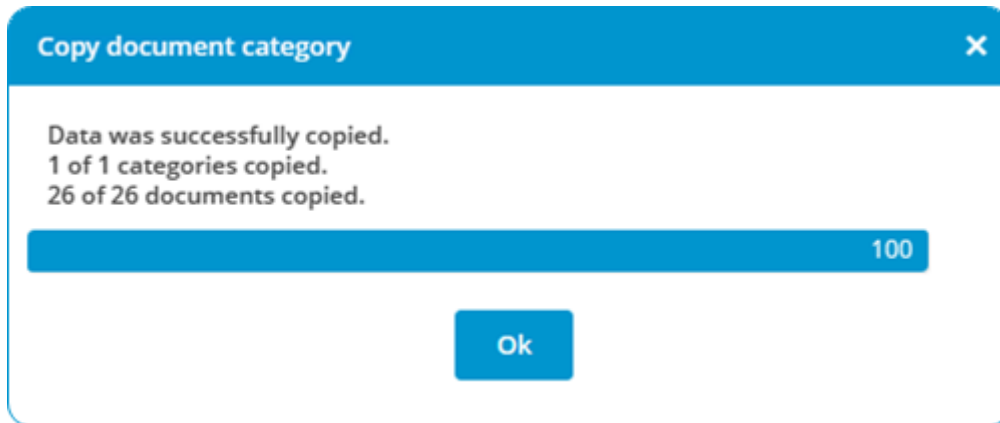 Copy document category
Data was successfully copied.
1 of 1 categories copied.
26 of 26 documents copied.
100
Ok